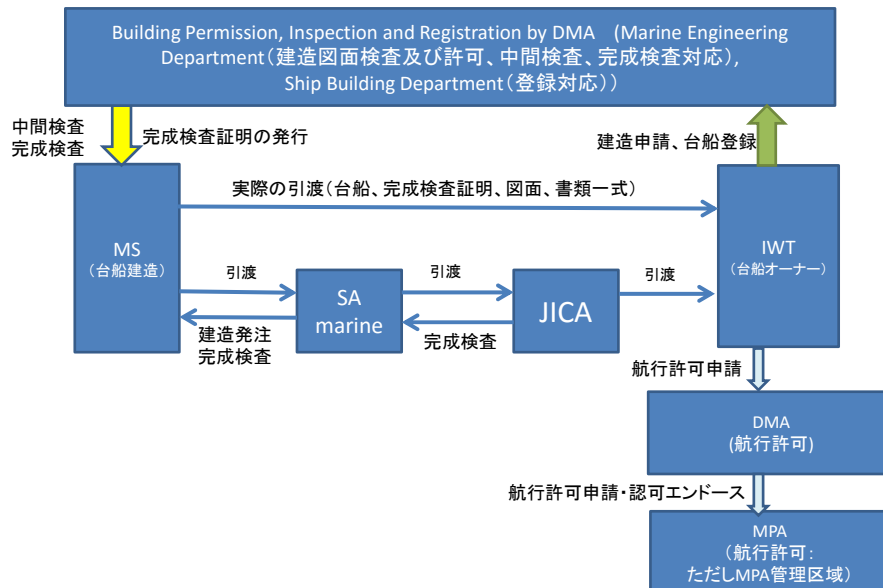 Building Permission, Inspection and Registration by DMA (Marine Engineering
Department（建造図面検査及び許可、中間検査、完成検査対応）,
Ship Building Department（登録対応））
中間検査
完成検査
完成検査証明の発行
建造申請、台船登録
実際の引渡（台船、完成検査証明、図面、書類一式）
MS
（台船建造）
IWT
（台船オーナー）
引渡
引渡
引渡
SA
marine
JICA
建造発注
完成検査
完成検査
航行許可申請
DMA
(航行許可)
航行許可申請・認可エンドース
MPA
（航行許可：
ただしMPA管理区域）